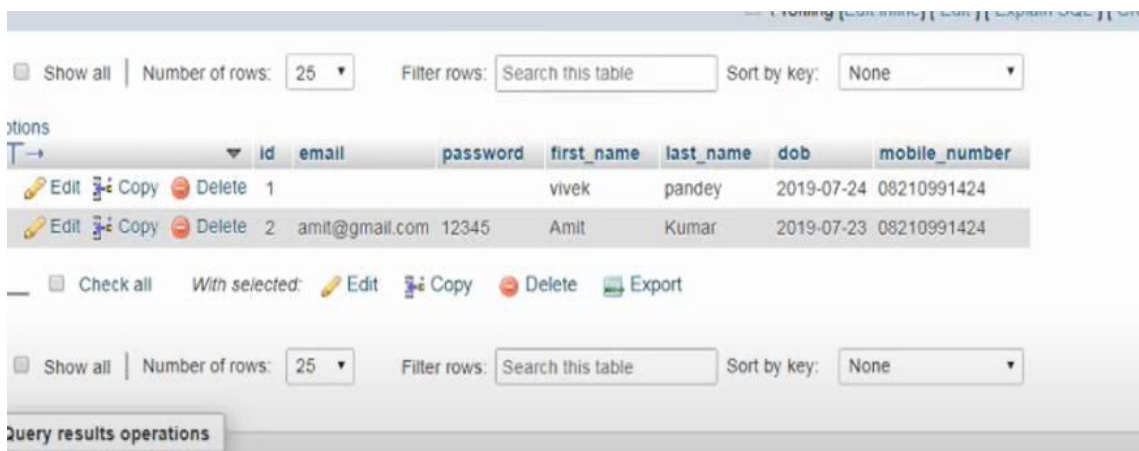 Show all Number of rows: 25 Filter rows: Search this table Sort by key: None
id email password first_name last_name dob mobile_number
Edit Copy Delete 1 vivek pandey 2019-07-24 08210991424
Edit Copy Delete 2 amit@gmail.com 12345 Amit Kumar 2019-07-23 08210991424
Check all With selected: Edit Copy Delete Export
Show all Number of rows: 25 Filter rows: Search this table Sort by key: None
Query results operations